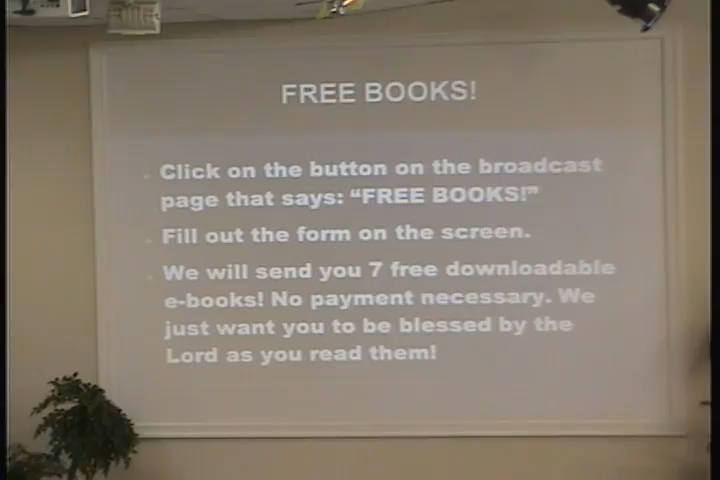 FREE BOOKS!
Click on the button on the broadcast
page that says: “FREE BOOKS!”
Fill out the form on the screen.
We will send you 7 free downloadable
e-books! No payment necessary. We
just want you to be blessed by the
Lord as you read them!